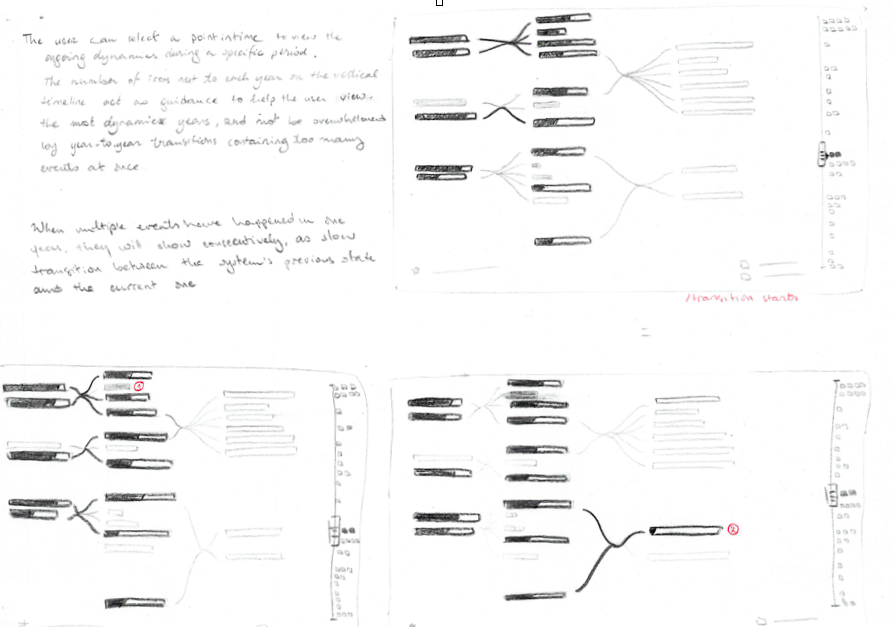 The user can select a point in time to view the
ongoing dynamics during a specific period.
The number of icons next to each year on the vertical
timeline act as guidance to help the user view
the most dynamics years, and not be overwhelmed
by year-to-year transitions containing too many
events at once
When multiple events have happened in one
year, they will show consecutively, as slow
transition between the system's previous state
and the current one
/transition starts
1
2